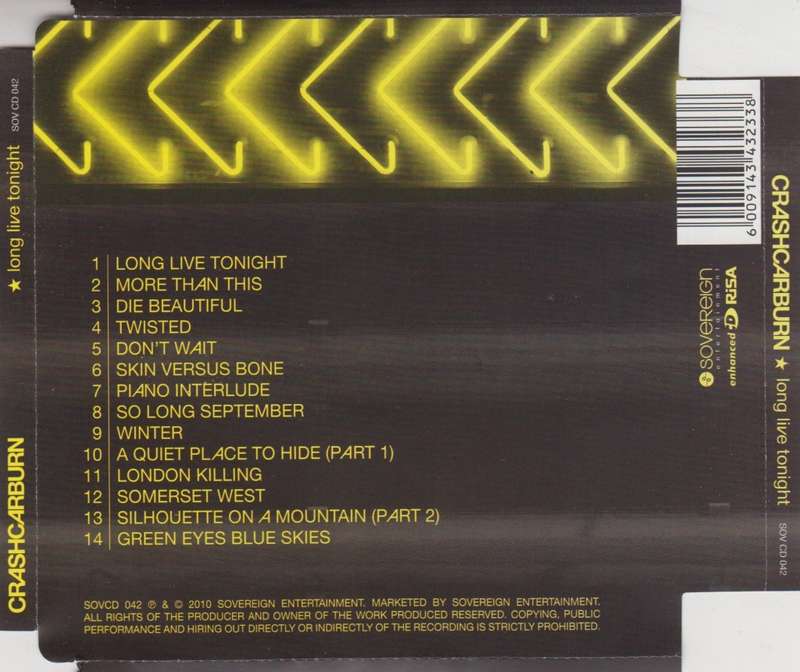 CRASHCARBURN ★ long live tonight SOV CD 042
1 LONG LIVE TONIGHT
2 MORE THAN THIS
3 DIE BEAUTIFUL
4 TWISTED
5 DON'T WAIT
6 SKIN VERSUS BONE
7 PIANO INTERLUDE
8 SO LONG SEPTEMBER
9 WINTER
10 A QUIET PLACE TO HIDE (PART 1)
11 LONDON KILLING
12 SOMERSET WEST
13 SILHOUETTE ON A MOUNTAIN (PART 2)
14 GREEN EYES BLUE SKIES
SOVCD 042 ℗ & © 2010 SOVEREIGN ENTERTAINMENT. MARKETED BY SOVEREIGN ENTERTAINMENT.
ALL RIGHTS OF THE PRODUCER AND OWNER OF THE WORK PRODUCED RESERVED. COPYING, PUBLIC
PERFORMANCE AND HIRING OUT DIRECTLY OR INDIRECTLY OF THE RECORDING IS STRICTLY PROHIBITED.
6 009143 432338
sovereign
entertainment
enhanced RiSA
CRASHCARBURN ★ long live tonight SOV CD 042